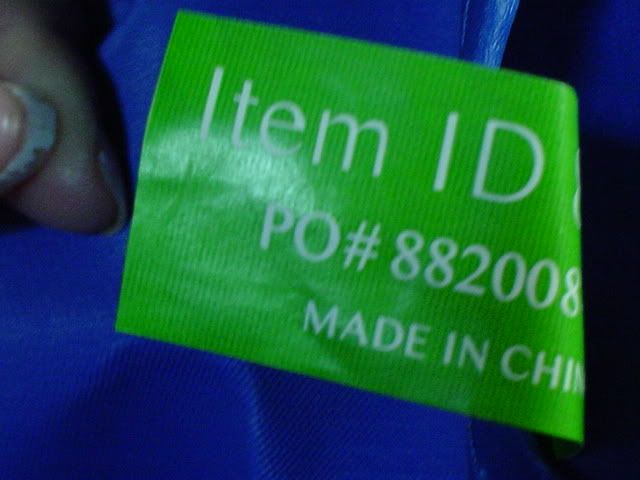 Item ID
PO# 882008
MADE IN CHIN